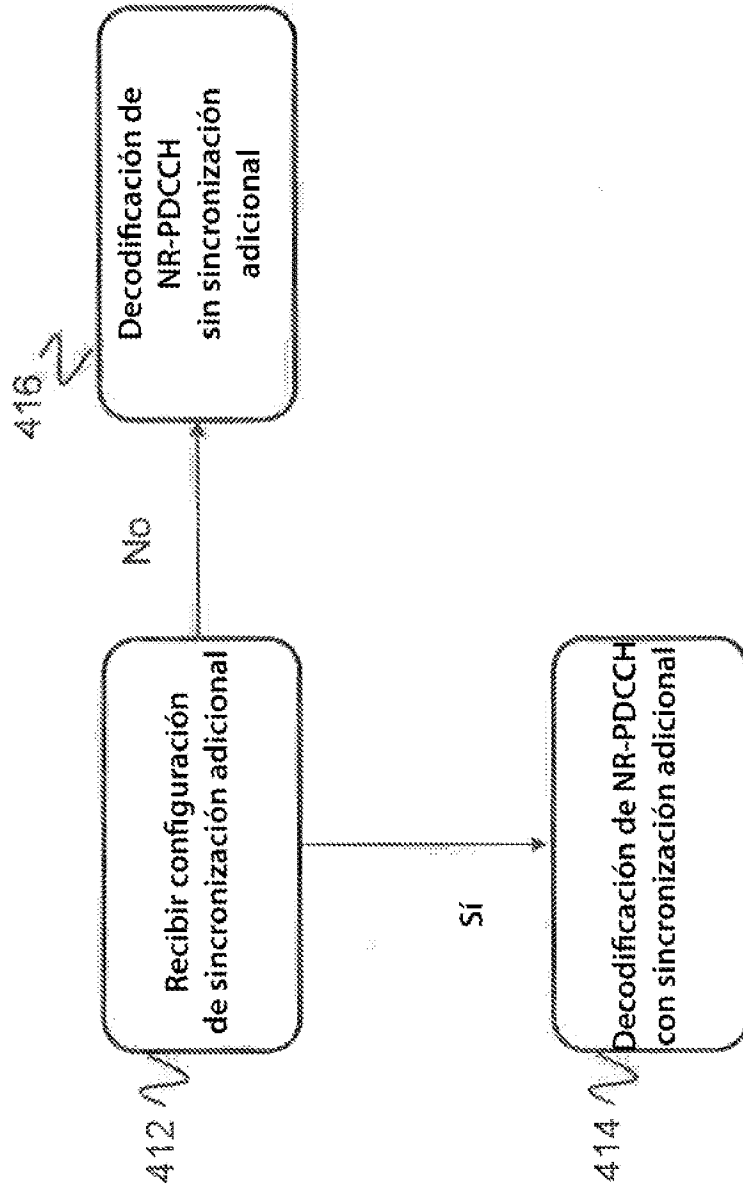 412
Recibir configuración
de sincronización adicional
No
416
Decodificación de
NR-PDCCH
sin sincronización
adicional
Sí
414
Decodificación de NR-PDCCH
con sincronización adicional